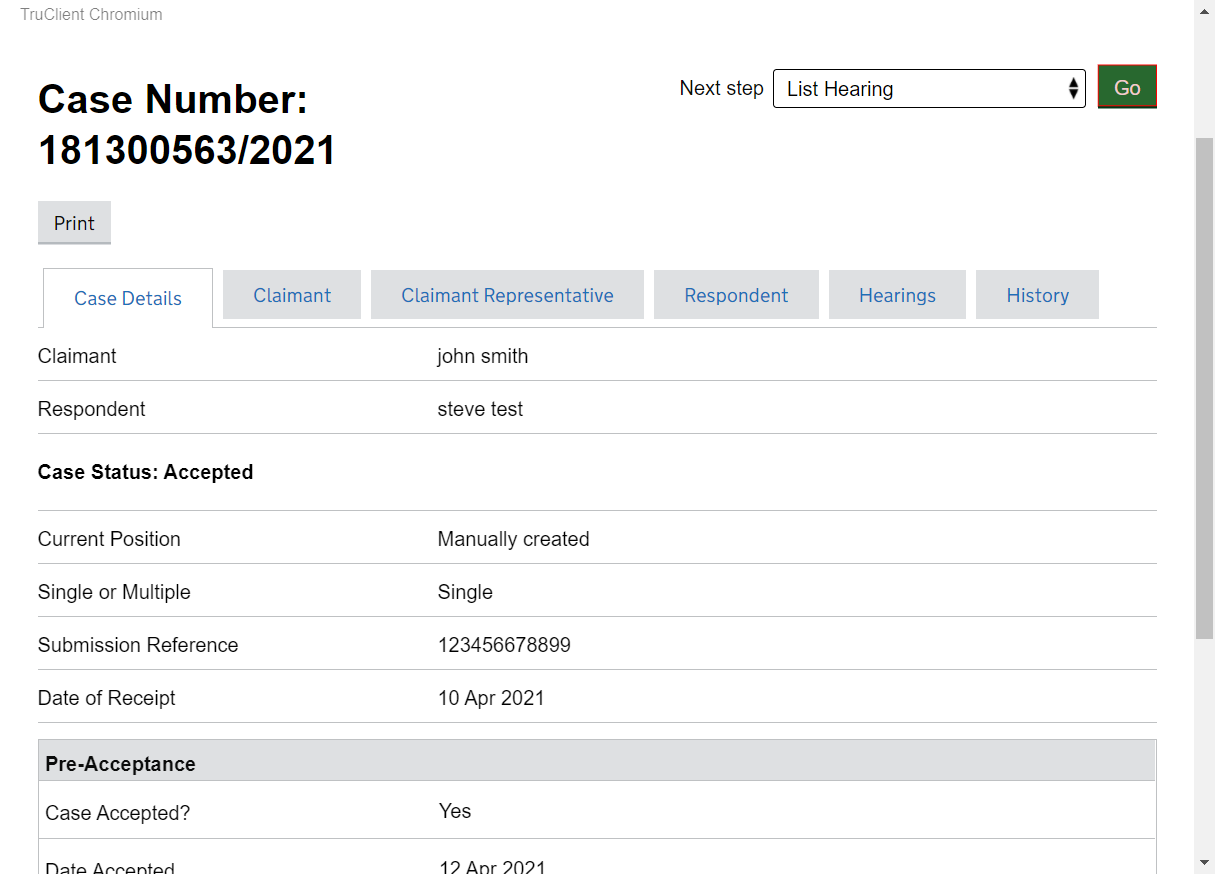 TruClient Chromium
Case Number:
181300563/2021
Next step List Hearing Go
Print
Case Details Claimant Claimant Representative Respondent Hearings History
Claimant john smith
Respondent steve test
Case Status: Accepted
Current Position Manually created
Single or Multiple Single
Submission Reference 123456678899
Date of Receipt 10 Apr 2021
Pre-Acceptance
Case Accepted? Yes
Date Accepted 12 Apr 2021